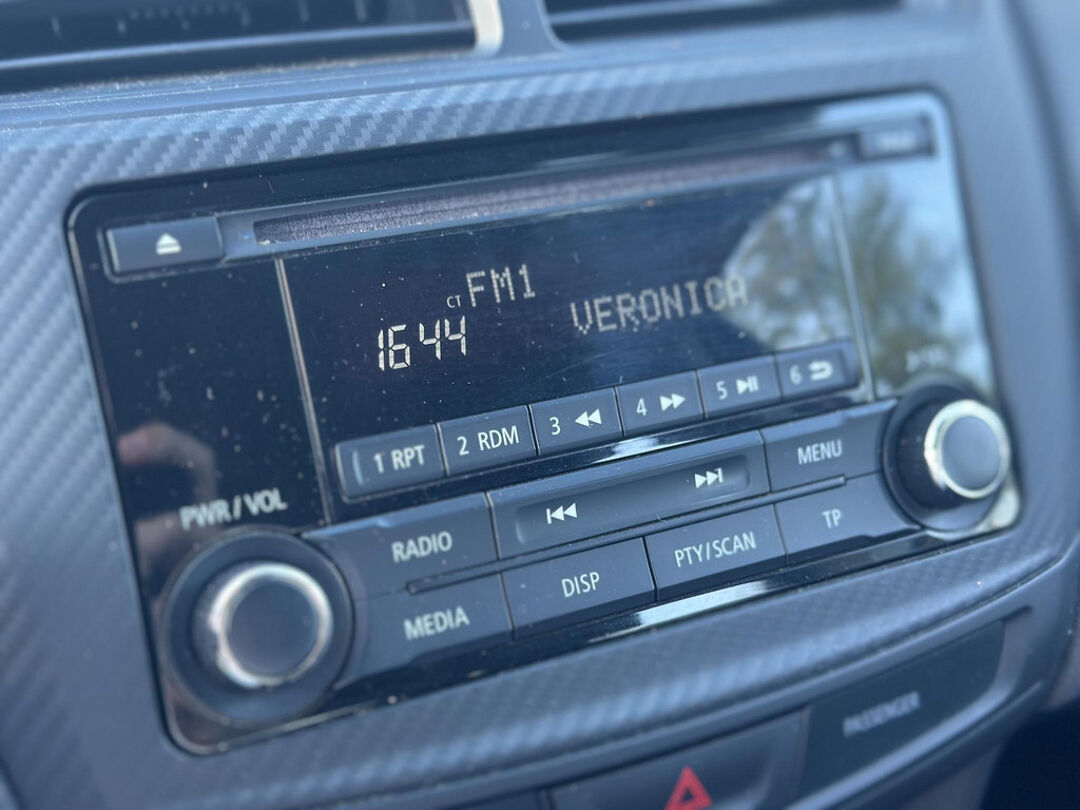 CT FM1
VERONICA
1644
1 RPT
2 RDM
3
4
5
6
PWR/VOL
RADIO
MENU
MEDIA
DISP
PTY/SCAN
TP
PASSENGER